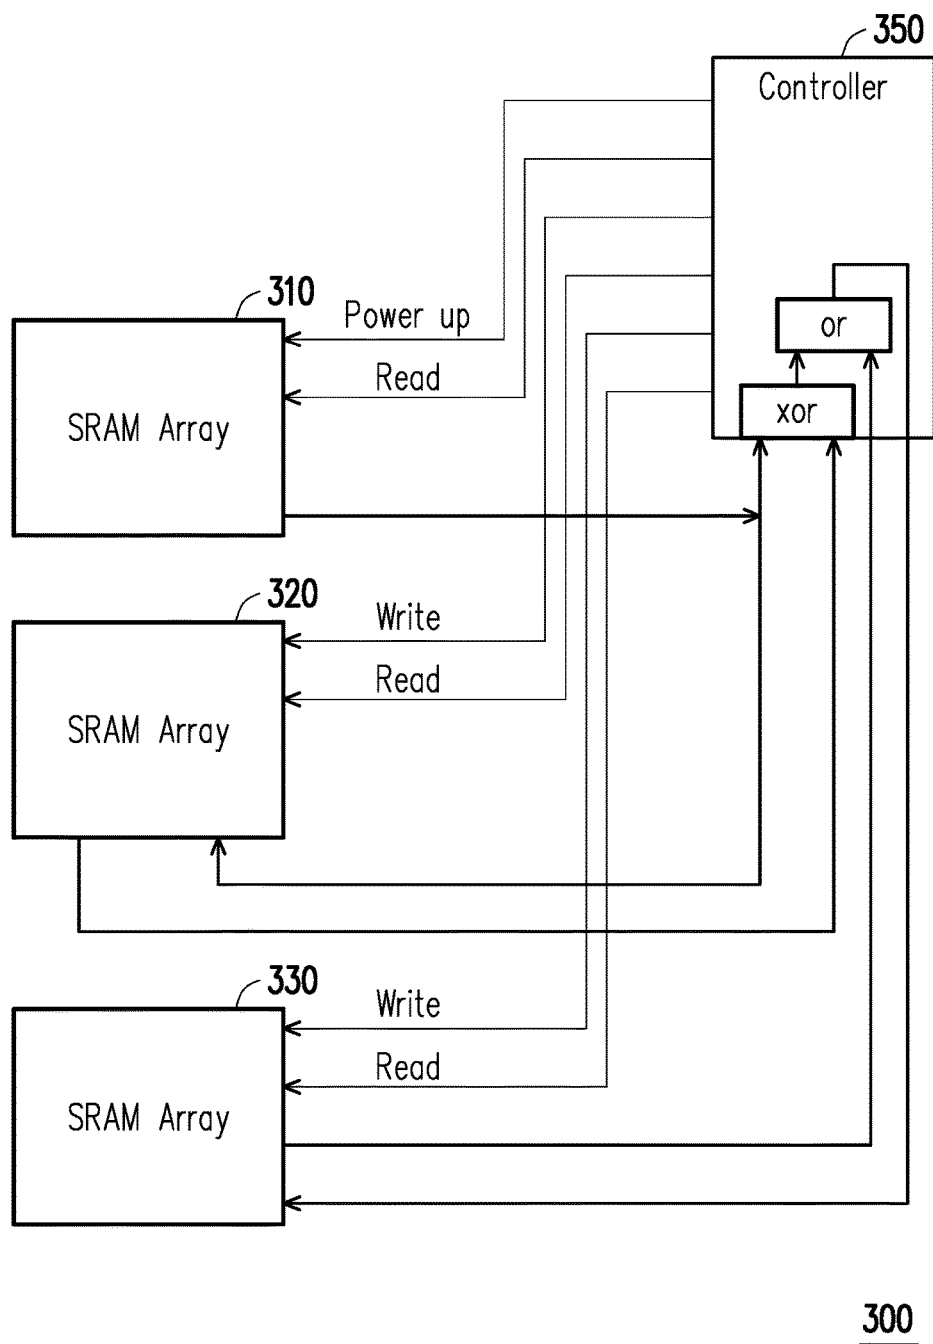 350
Controller
310
Power up
or
Read
xor
SRAM Array
320
Write
Read
SRAM Array
330
Write
Read
SRAM Array
300